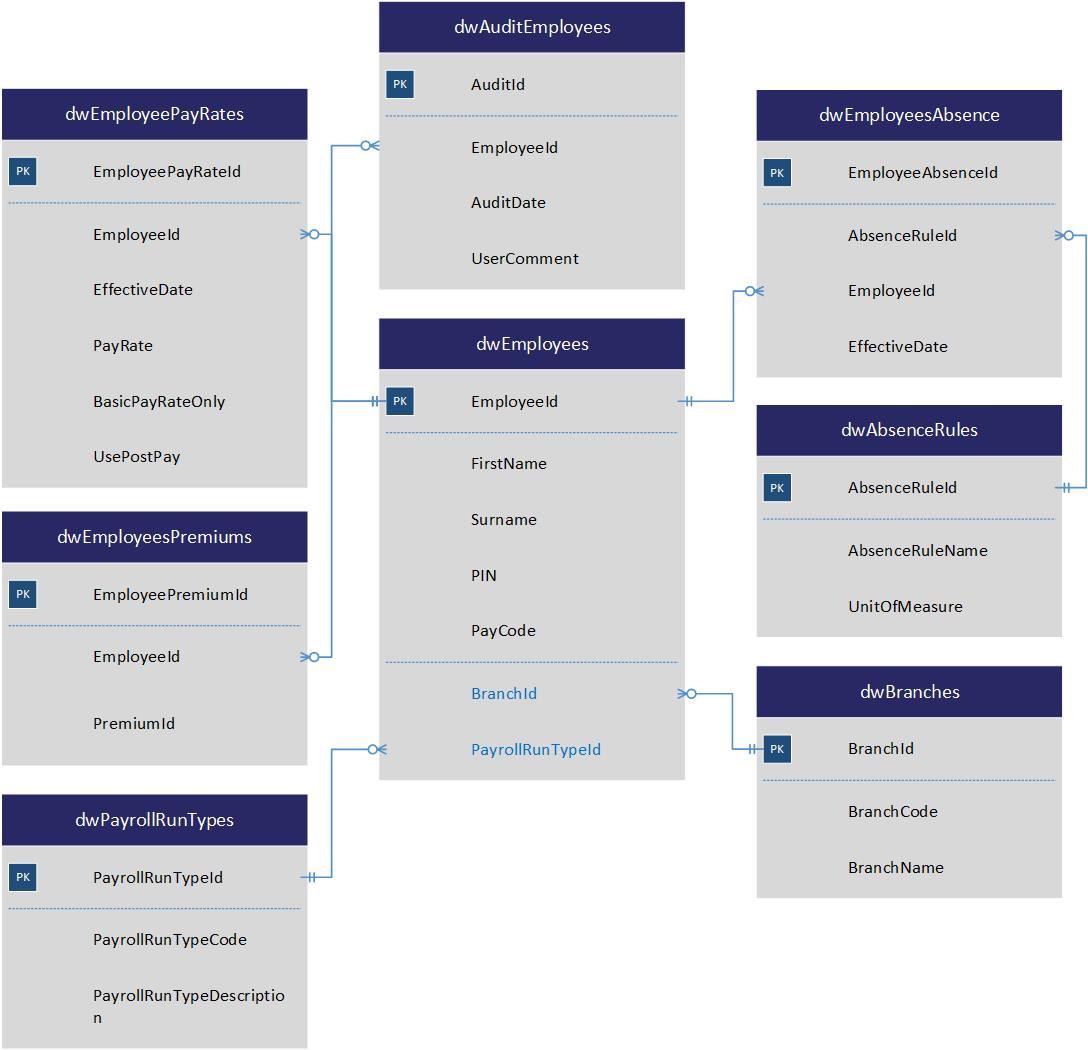 dwAuditEmployees
PK AuditId
EmployeeId
AuditDate
UserComment
dwEmployeePayRates
PK EmployeePayRateId
EmployeeId
EffectiveDate
PayRate
BasicPayRateOnly
UsePostPay
dwEmployeesAbsence
PK EmployeeAbsenceId
AbsenceRuleId
EmployeeId
EffectiveDate
dwEmployees
PK EmployeeId
FirstName
Surname
PIN
PayCode
BranchId
PayrollRunTypeId
dwAbsenceRules
PK AbsenceRuleId
AbsenceRuleName
UnitOfMeasure
dwEmployeesPremiums
PK EmployeePremiumId
EmployeeId
PremiumId
dwBranches
PK BranchId
BranchCode
BranchName
dwPayrollRunTypes
PK PayrollRunTypeId
PayrollRunTypeCode
PayrollRunTypeDescriptio
n